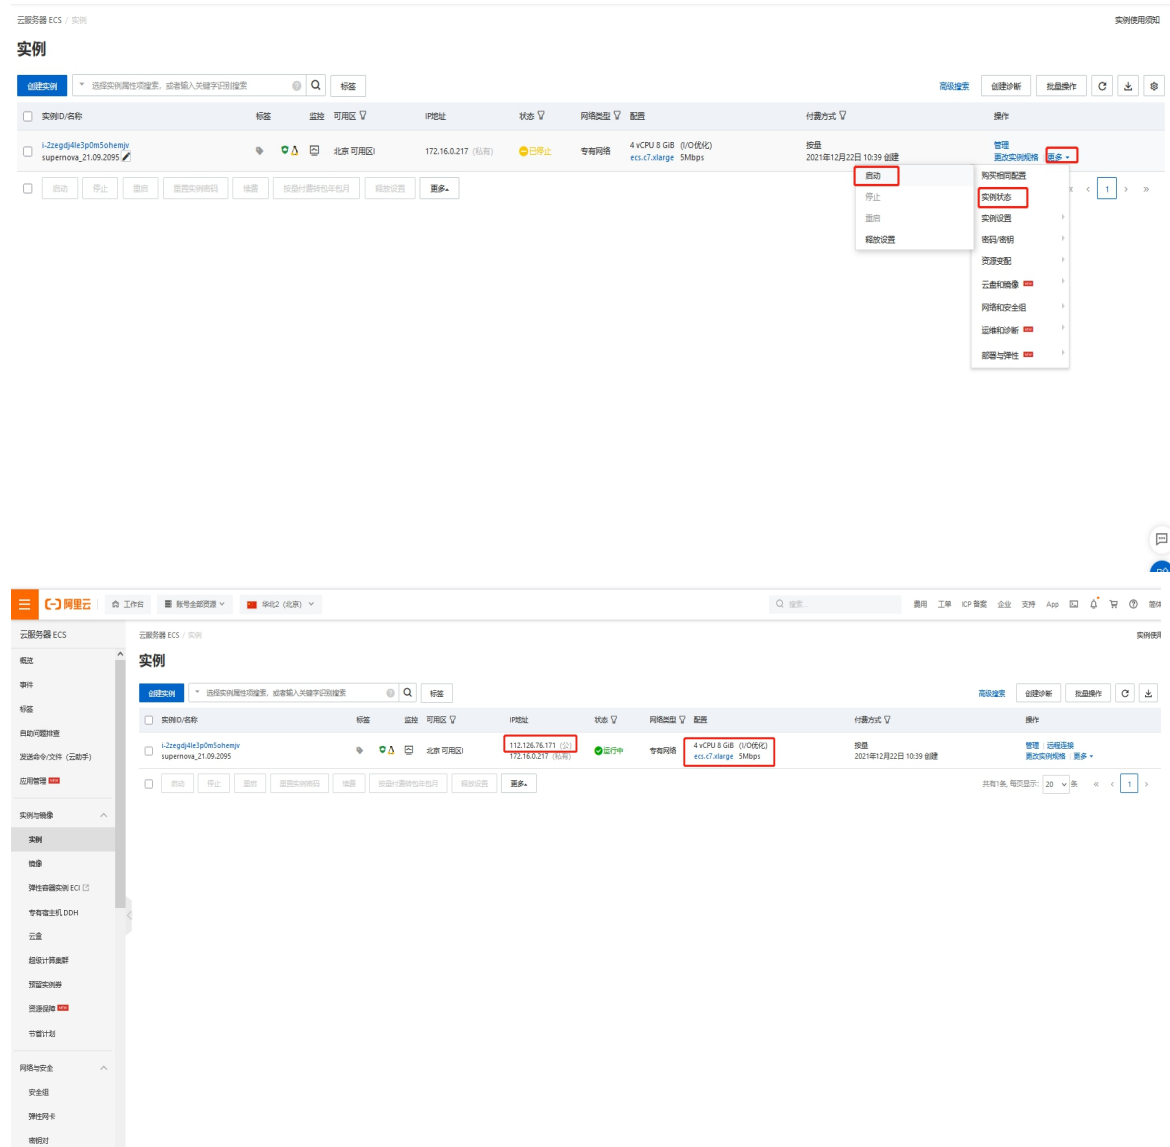 云服务器 ECS / 实例
实例使用须知
实例
创建实例 选择实例属性项搜索，或者输入关键字识别搜索 标签
高级搜索 创建诊断 批量操作
实例ID/名称 标签 监控 可用区 IP地址 状态 网络类型 配置 付费方式 操作
i-2zegdj4le3p0m5ohemjv
supernova_21.09.2095
北京 可用区I
172.16.0.217 (私有)
已停止
专有网络
4 vCPU 8 GiB (I/O优化)
ecs.c7.xlarge 5Mbps
按量
2021年12月22日 10:39 创建
管理
更改实例规格 更多
启动 停止 重启 重置实例密码 续费 按量付费转包年包月 释放设置 更多
1
启动
停止
重启
释放设置
购买相同配置
实例状态
实例设置
密码/密钥
资源变配
云盘和镜像 NEW
网络和安全组
运维和诊断 NEW
部署与弹性 NEW
阿里云 工作台 账号全部资源 华北2（北京） 搜索... 费用 工单 ICP 备案 企业 支持 App 简体
云服务器 ECS
概览
事件
标签
自助问题排查
发送命令/文件（云助手）
应用管理 NEW
实例与镜像
实例
镜像
弹性容器实例 ECI
专有宿主机 DDH
云盒
超级计算集群
预留实例券
资源保障 NEW
节省计划
网络与安全
安全组
弹性网卡
密钥对
云服务器 ECS / 实例
实例使用
实例
创建实例 选择实例属性项搜索，或者输入关键字识别搜索 标签
高级搜索 创建诊断 批量操作
实例ID/名称 标签 监控 可用区 IP地址 状态 网络类型 配置 付费方式 操作
i-2zegdj4le3p0m5ohemjv
supernova_21.09.2095
北京 可用区I
112.126.76.171 (公)
172.16.0.217 (私有)
运行中
专有网络
4 vCPU 8 GiB (I/O优化)
ecs.c7.xlarge 5Mbps
按量
2021年12月22日 10:39 创建
管理 远程连接
更改实例规格 更多
启动 停止 重启 重置实例密码 续费 按量付费转包年包月 释放设置 更多
共有1条, 每页显示: 20 条 « ‹ 1 ›